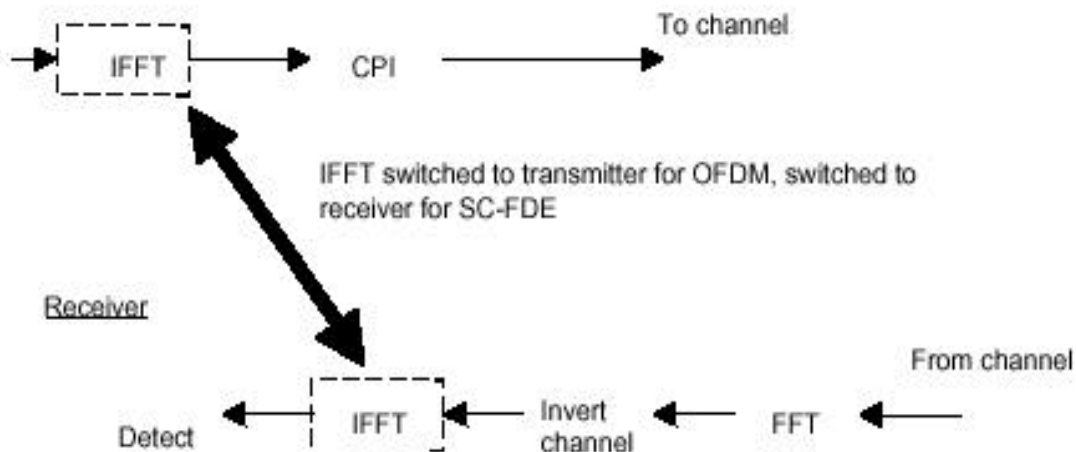 To channel
IFFT
CPI
IFFT switched to transmitter for OFDM, switched to
receiver for SC-FDE
Receiver
From channel
Detect
IFFT
Invert
channel
FFT